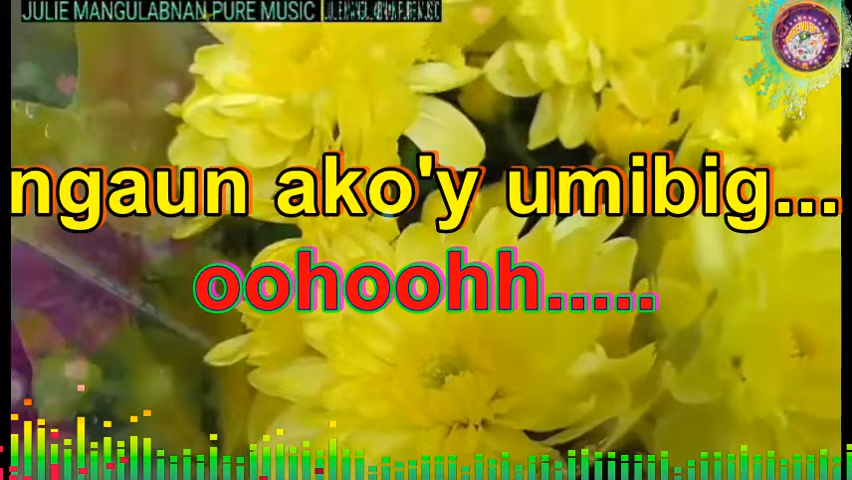 JULIE MANGULABNAN PURE MUSIC
ngaun ako'y umibig...
oohoohh.....